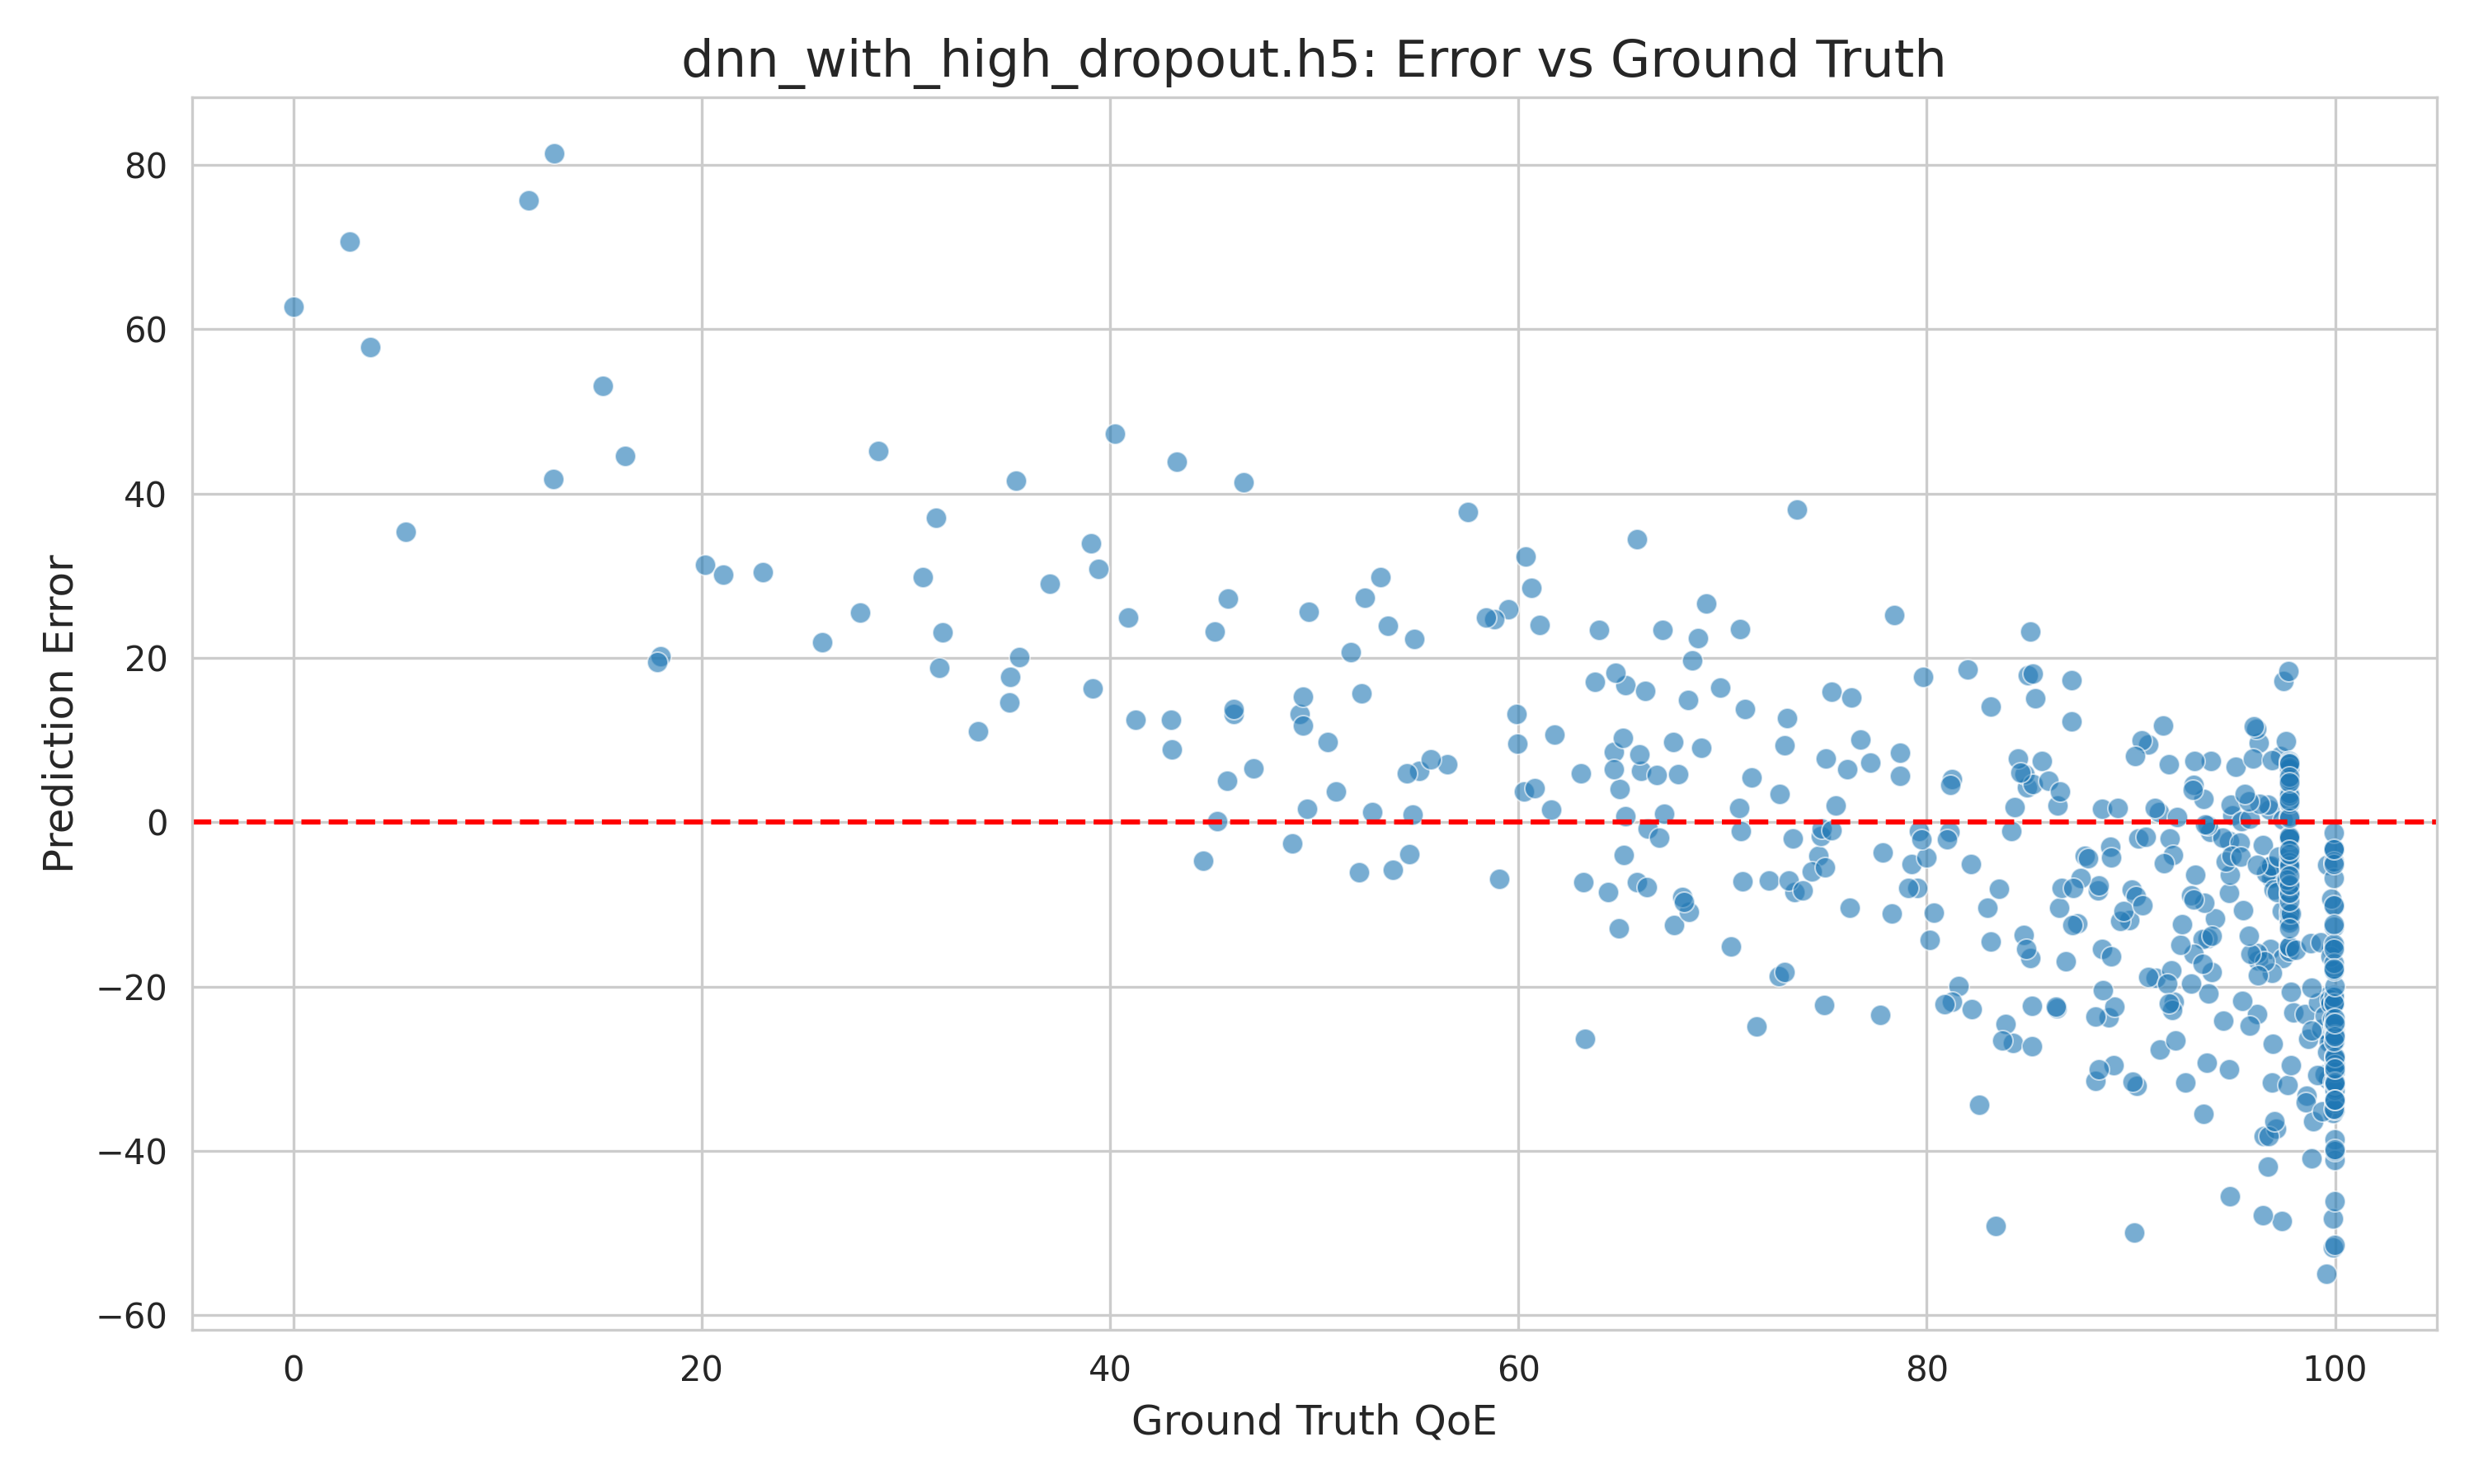 dnn_with_high_dropout.h5: Error vs Ground Truth
Prediction Error
80
60
40
20
0
−20
−40
−60
0 20 40 60 80 100
Ground Truth QoE